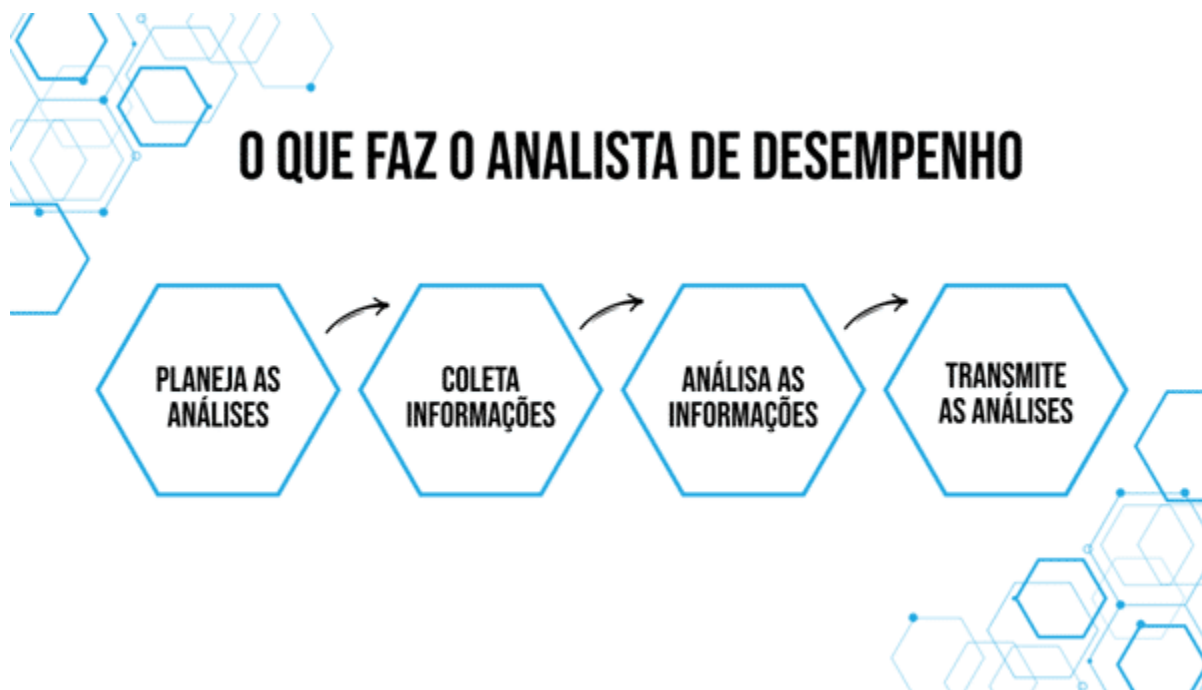 O QUE FAZ O ANALISTA DE DESEMPENHO
PLANEJA AS
ANÁLISES
COLETA
INFORMAÇÕES
ANÁLISA AS
INFORMAÇÕES
TRANSMITE
AS ANÁLISES